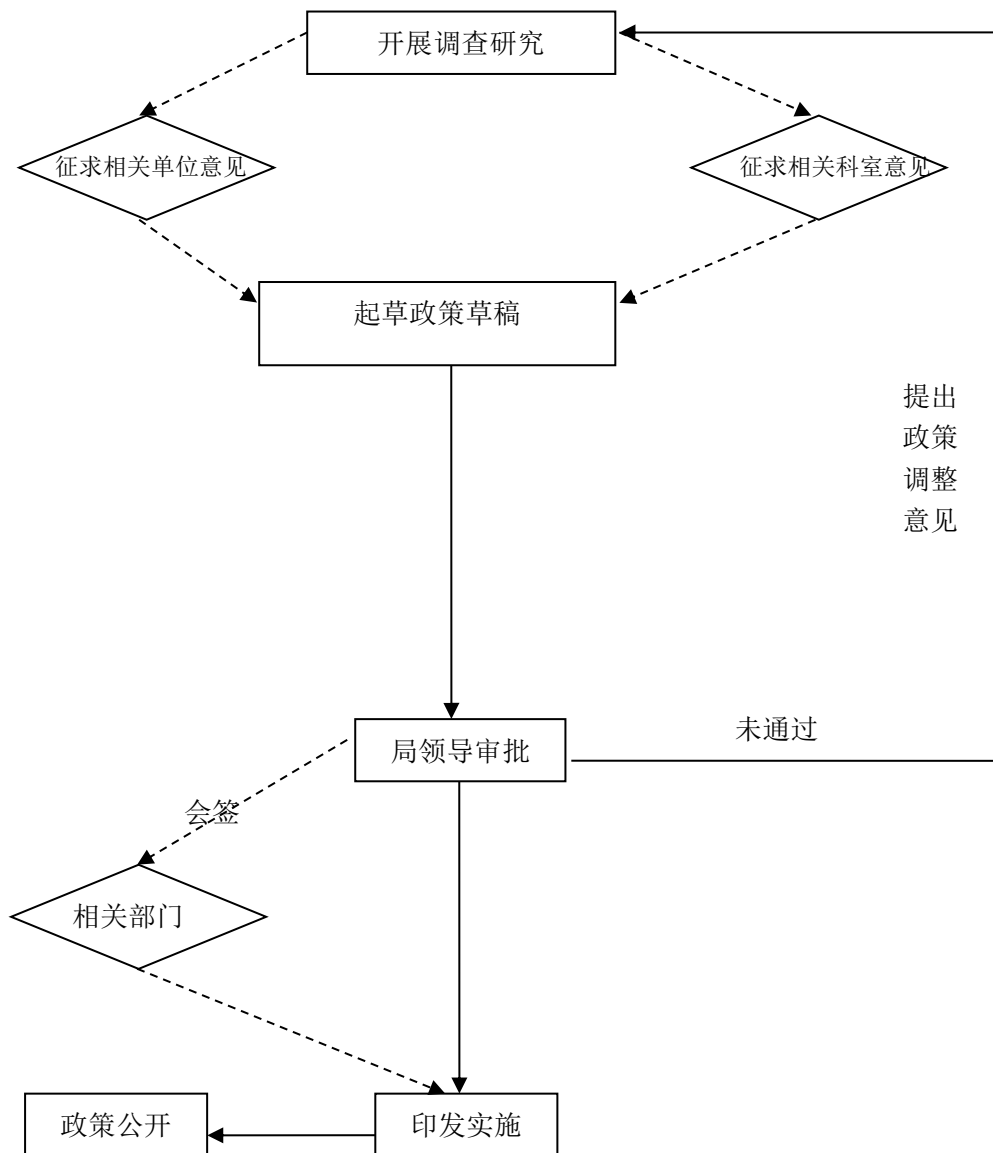 开展调查研究
征求相关单位意见
征求相关科室意见
起草政策草稿
提出
政策
调整
意见
未通过
局领导审批
会签
相关部门
政策公开
印发实施